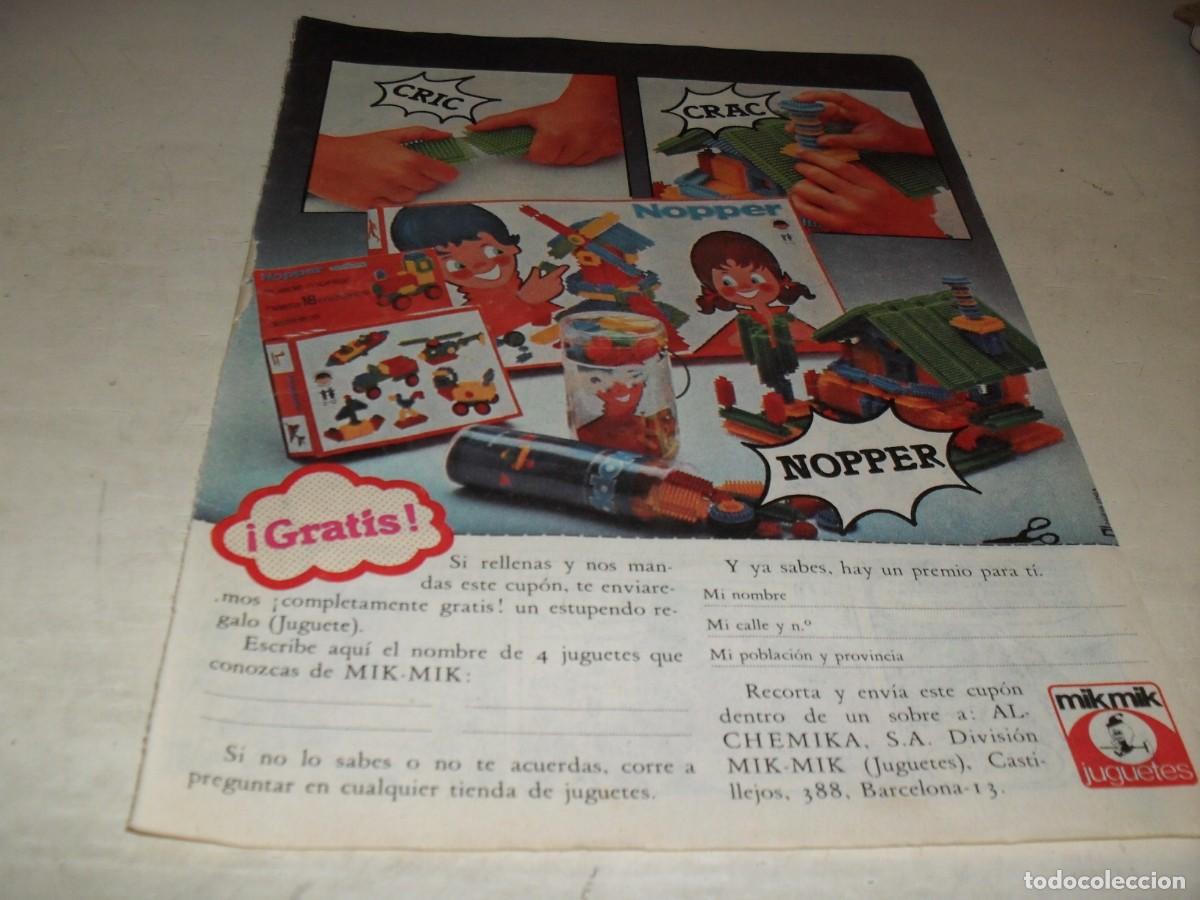 CRIC
CRAC
Nopper
Nopper
18
NOPPER
¡Gratis!
Si rellenas y nos man-
das este cupón, te enviare-
mos ¡completamente gratis! un estupendo re-
galo (Juguete).
Escribe aquí el nombre de 4 juguetes que
conozcas de MIK-MIK:
Si no lo sabes o no te acuerdas, corre a
preguntar en cualquier tienda de juguetes.
Y ya sabes, hay un premio para tí.
Mi nombre
Mi calle y n.º
Mi población y provincia
Recorta y envía este cupón
dentro de un sobre a: AL-
CHEMIKA, S.A. División
MIK-MIK (Juguetes), Casti-
llejos, 388, Barcelona-13.
mikmik
juguetes
todocoleccion